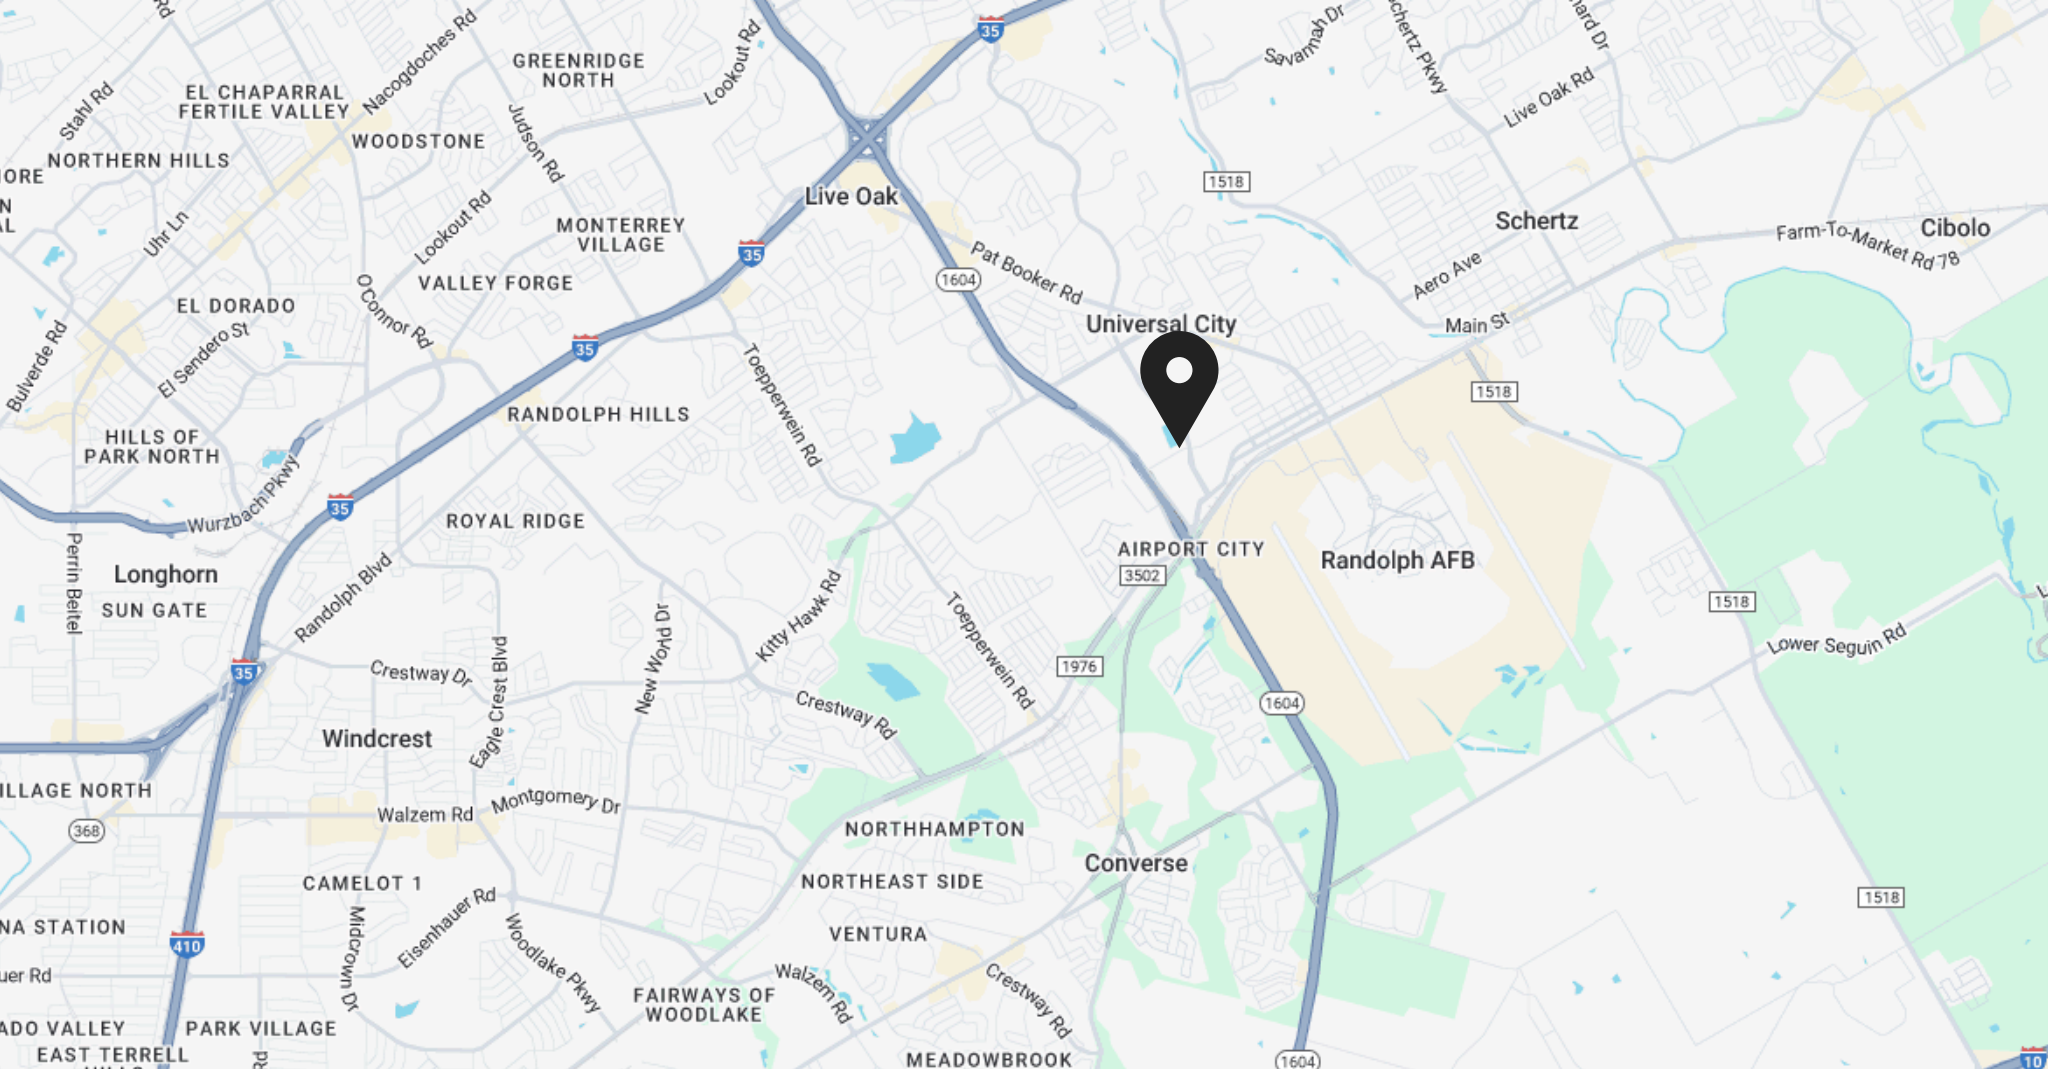 35
GREENRIDGE
NORTH
Lookout Rd
Nacogdoches Rd
Stahl Rd
EL CHAPARRAL
FERTILE VALLEY
WOODSTONE
Judson Rd
NORTHERN HILLS
Savannah Dr
Schertz Pkwy
Live Oak Rd
1518
Live Oak
Schertz
Cibolo
Farm-To-Market Rd 78
Uhr Ln
Lookout Rd
MONTERREY
VILLAGE
35
VALLEY FORGE
Pat Booker Rd
1604
Aero Ave
EL DORADO
O'Connor Rd
El Sendero St
Bulverde Rd
35
Universal City
Main St
1518
Toepperwein Rd
RANDOLPH HILLS
HILLS OF
PARK NORTH
Wurzbach Pkwy
35
ROYAL RIDGE
AIRPORT CITY
3502
Randolph AFB
Perrin Beitel
Longhorn
SUN GATE
Randolph Blvd
Kitty Hawk Rd
Toepperwein Rd
1518
Lower Seguin Rd
New World Dr
Eagle Crest Blvd
Crestway Dr
35
1976
1604
Crestway Rd
Windcrest
ILLAGE NORTH
368
Walzem Rd
Montgomery Dr
NORTHHAMPTON
Converse
CAMELOT 1
NORTHEAST SIDE
1518
Eisenhauer Rd
Midcrown Dr
Woodlake Pkwy
NA STATION
VENTURA
410
uer Rd
Walzem Rd
Crestway Rd
FAIRWAYS OF
WOODLAKE
ADO VALLEY
PARK VILLAGE
EAST TERRELL
MEADOWBROOK
1604
10